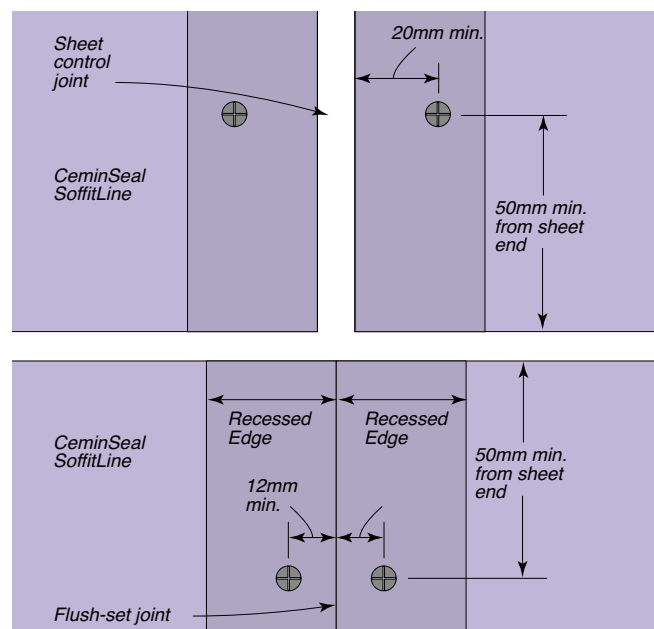 Sheet
control
joint
20mm min.
CeminSeal
SoffitLine
50mm min.
from sheet
end
Recessed
Edge
Recessed
Edge
CeminSeal
SoffitLine
50mm min.
from sheet
end
12mm
min.
Flush-set joint